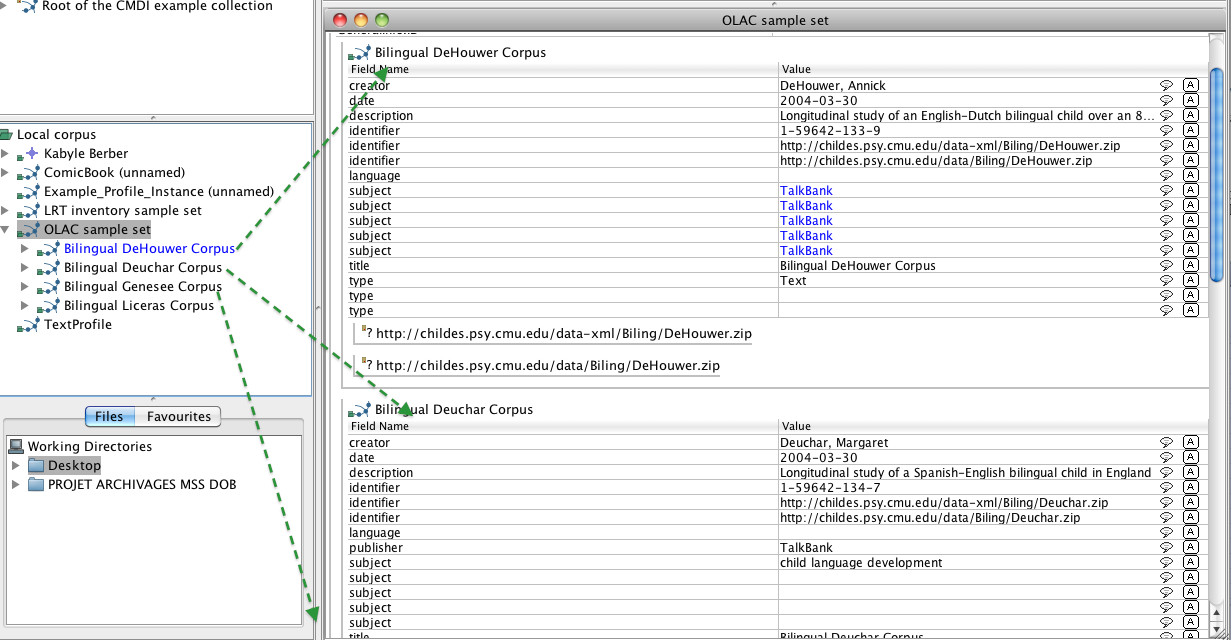 Root of the CMDI example collection
Local corpus
Kabyle Berber
ComicBook (unnamed)
Example_Profile_Instance (unnamed)
LRT inventory sample set
OLAC sample set
Bilingual DeHouwer Corpus
Bilingual Deuchar Corpus
Bilingual Genesee Corpus
Bilingual Liceras Corpus
TextProfile
Files Favourites
Working Directories
Desktop
PROJET ARCHIVAGES MSS DOB
OLAC sample set
Bilingual DeHouwer Corpus
Field Name Value
creator DeHouwer, Annick A
date 2004-03-30 A
description Longitudinal study of an English-Dutch bilingual child over an 8... A
identifier 1-59642-133-9 A
identifier http://childes.psy.cmu.edu/data-xml/Biling/DeHouwer.zip A
identifier http://childes.psy.cmu.edu/data/Biling/DeHouwer.zip A
language A
subject TalkBank A
subject TalkBank A
subject TalkBank A
subject TalkBank A
subject TalkBank A
title Bilingual DeHouwer Corpus A
type Text A
type A
type A
? http://childes.psy.cmu.edu/data-xml/Biling/DeHouwer.zip
? http://childes.psy.cmu.edu/data/Biling/DeHouwer.zip
Bilingual Deuchar Corpus
Field Name Value
creator Deuchar, Margaret A
date 2004-03-30 A
description Longitudinal study of a Spanish-English bilingual child in England A
identifier 1-59642-134-7 A
identifier http://childes.psy.cmu.edu/data-xml/Biling/Deuchar.zip A
identifier http://childes.psy.cmu.edu/data/Biling/Deuchar.zip A
language A
publisher TalkBank A
subject child language development A
subject A
subject A
subject A
subject A
title Bilingual Deuchar Corpus A